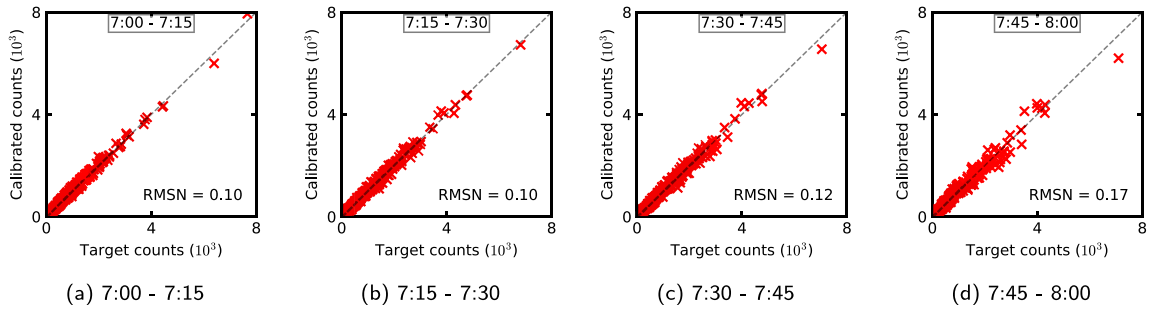 7:00 - 7:15
8
4
0
0
4
8
Calibrated counts (10³)
Target counts (10³)
RMSN = 0.10
(a) 7:00 - 7:15
7:15 - 7:30
8
4
0
0
4
8
Calibrated counts (10³)
Target counts (10³)
RMSN = 0.10
(b) 7:15 - 7:30
7:30 - 7:45
8
4
0
0
4
8
Calibrated counts (10³)
Target counts (10³)
RMSN = 0.12
(c) 7:30 - 7:45
7:45 - 8:00
8
4
0
0
4
8
Calibrated counts (10³)
Target counts (10³)
RMSN = 0.17
(d) 7:45 - 8:00